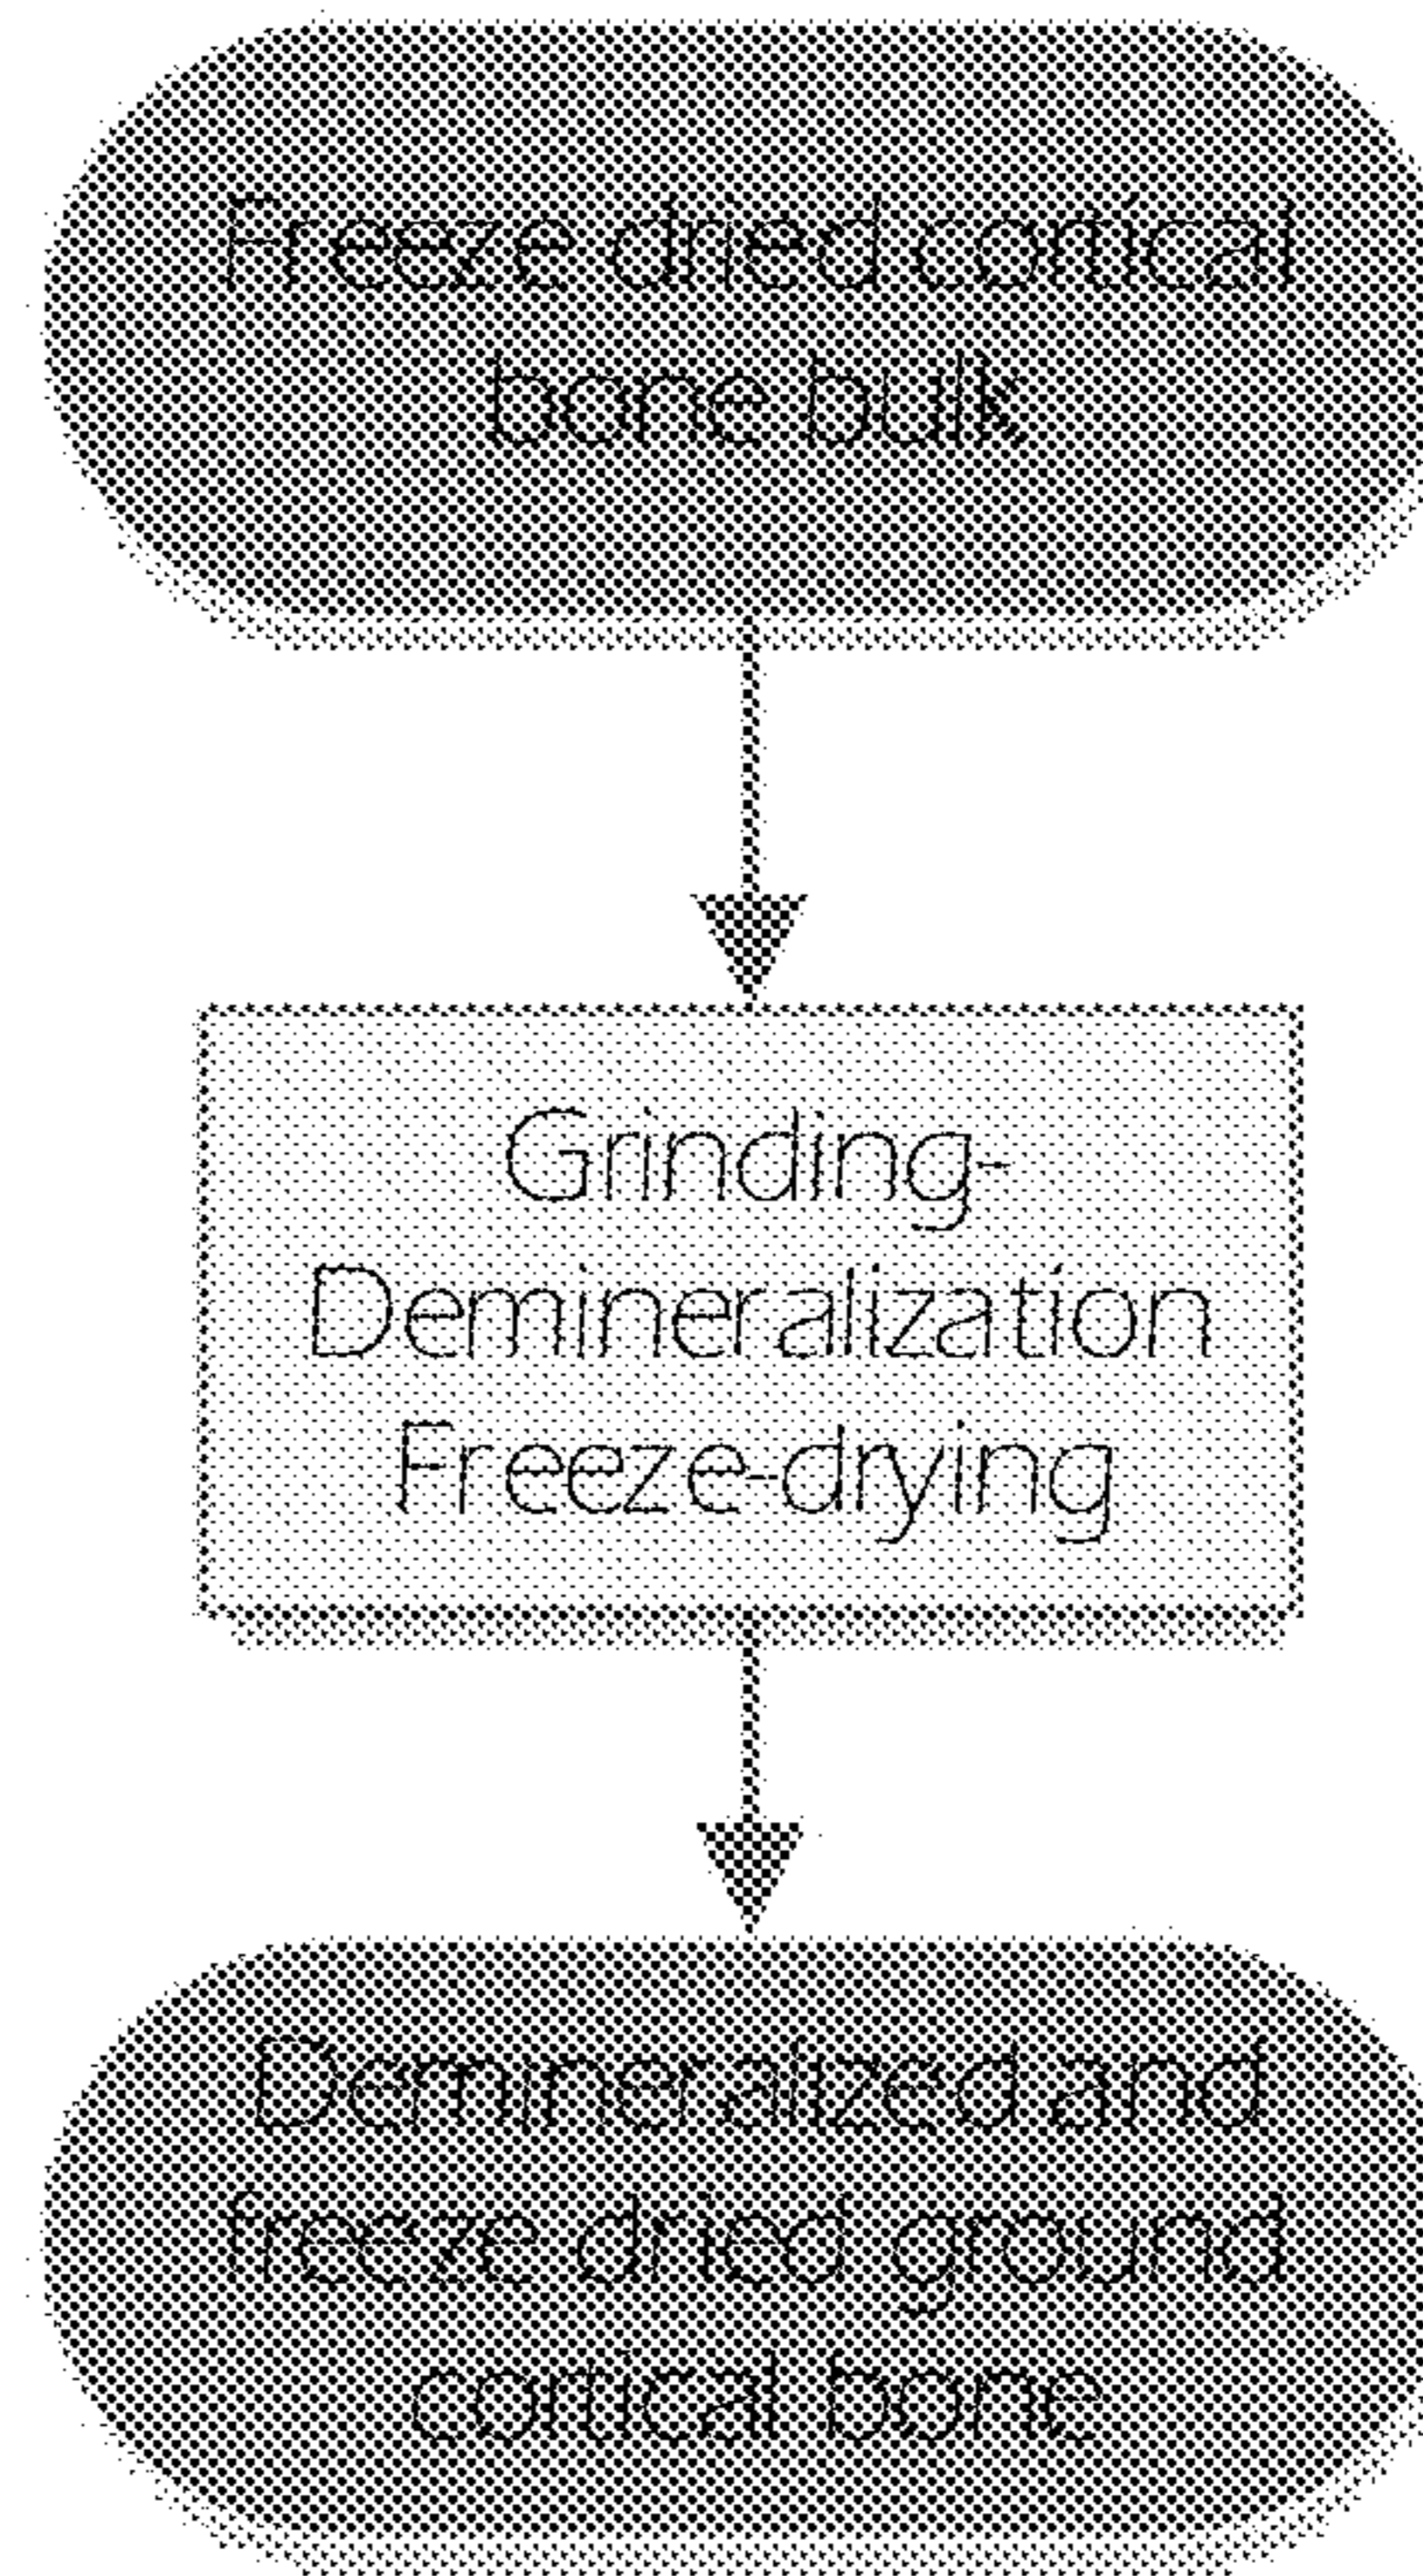 Freeze dried cortical
bone bulk
Grinding-
Demineralization
Freeze-drying
Demineralized and
freeze dried ground
cortical bone